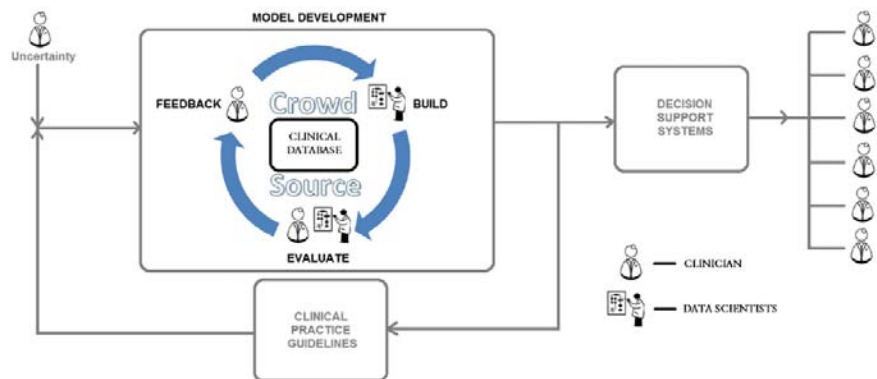 MODEL DEVELOPMENT
Uncertainty
FEEDBACK
Crowd
BUILD
CLINICAL
DATABASE
Source
EVALUATE
DECISION
SUPPORT
SYSTEMS
CLINICAL
PRACTICE
GUIDELINES
CLINICIAN
DATA SCIENTISTS